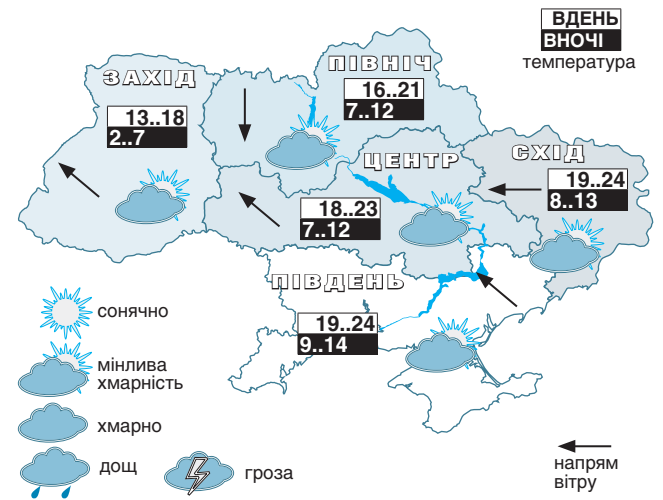 ВДЕНЬ
ВНОЧІ
температура
ЗАХІД
13..18
2..7
ПІВНІЧ
16..21
7..12
ЦЕНТР
18..23
7..12
СХІД
19..24
8..13
ПІВДЕНЬ
19..24
9..14
сонячно
мінлива
хмарність
хмарно
дощ
гроза
напрям
вітру